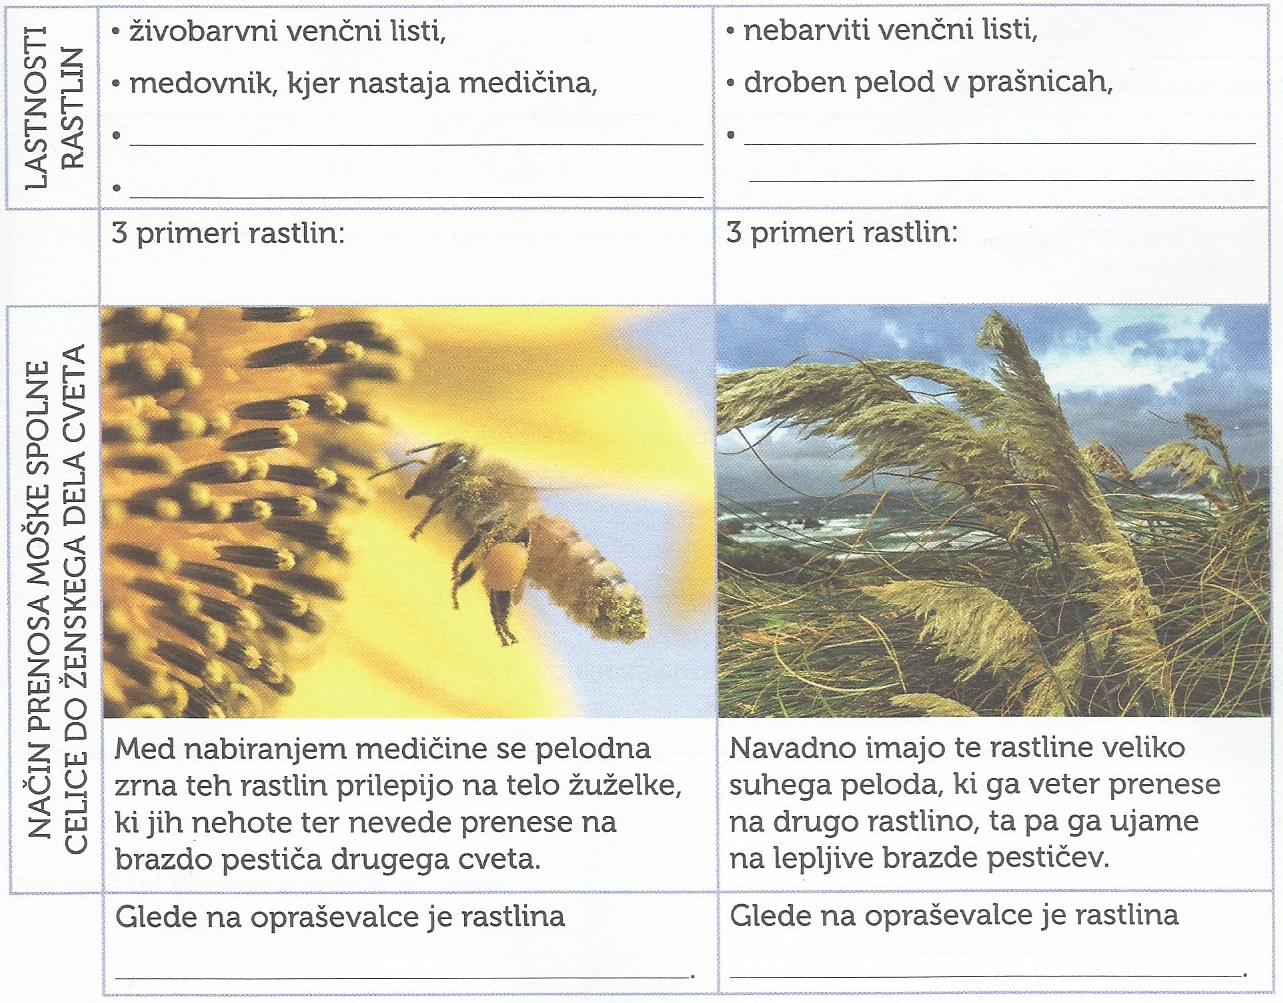 LASTNOSTI
RASTLIN
• živobarvni venčni listi,
• medovnik, kjer nastaja medičina,
•
•
• nebarviti venčni listi,
• droben pelod v prašnicah,
•
3 primeri rastlin:
3 primeri rastlin:
NAČIN PRENOSA MOŠKE SPOLNE
CELICE DO ŽENSKEGA DELA CVETA
Med nabiranjem medičine se pelodna
zrna teh rastlin prilepijo na telo žuželke,
ki jih nehote ter nevede prenese na
brazdo pestiča drugega cveta.
Navadno imajo te rastline veliko
suhega peloda, ki ga veter prenese
na drugo rastlino, ta pa ga ujame
na lepljive brazde pestičev.
Glede na opraševalce je rastlina
.
Glede na opraševalce je rastlina
.